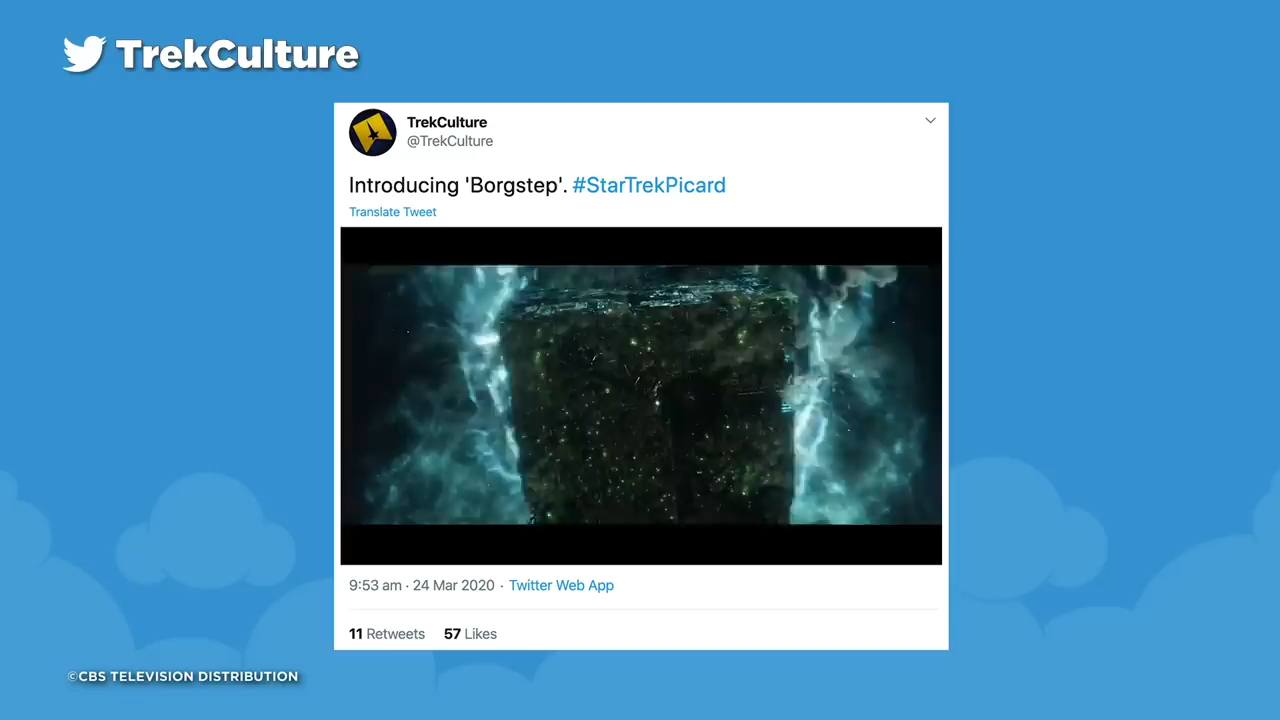 TrekCulture
TrekCulture
@TrekCulture
Introducing 'Borgstep'. #StarTrekPicard
Translate Tweet
9:53 am · 24 Mar 2020 · Twitter Web App
11 Retweets 57 Likes
©CBS TELEVISION DISTRIBUTION